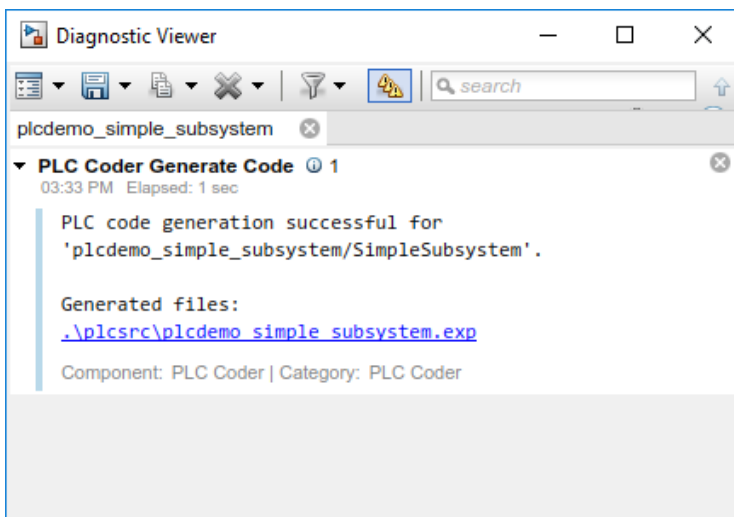 Diagnostic Viewer
search
plcdemo_simple_subsystem
PLC Coder Generate Code 1
03:33 PM Elapsed: 1 sec
PLC code generation successful for
'plcdemo_simple_subsystem/SimpleSubsystem'.
Generated files:
.\plcsrc\plcdemo_simple_subsystem.exp
Component: PLC Coder | Category: PLC Coder